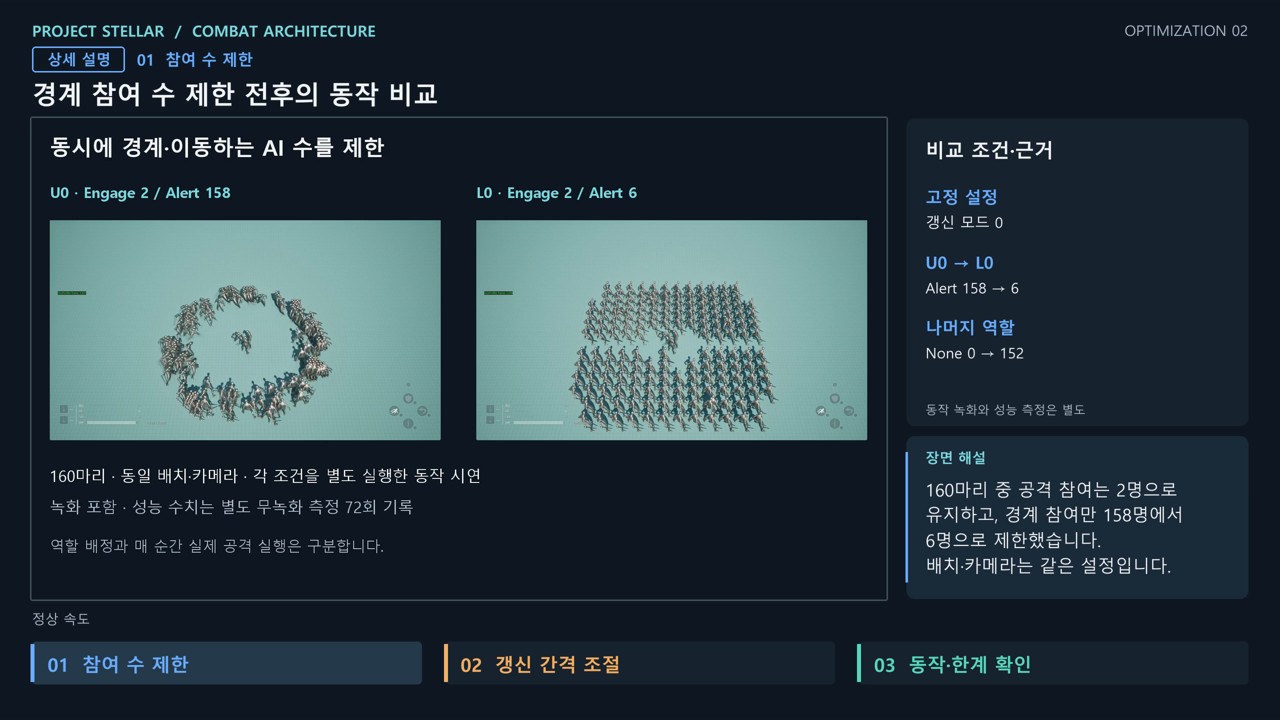 PROJECT STELLAR / COMBAT ARCHITECTURE
OPTIMIZATION 02
상세 설명 01 참여 수 제한
경계 참여 수 제한 전후의 동작 비교
동시에 경계·이동하는 AI 수를 제한
U0 · Engage 2 / Alert 158
L0 · Engage 2 / Alert 6
160마리 · 동일 배치·카메라 · 각 조건을 별도 실행한 동작 시연
녹화 포함 · 성능 수치는 별도 무녹화 측정 72회 기록
역할 배정과 매 순간 실제 공격 실행은 구분합니다.
비교 조건·근거
고정 설정
갱신 모드 0
U0 → L0
Alert 158 → 6
나머지 역할
None 0 → 152
동작 녹화와 성능 측정은 별도
장면 해설
160마리 중 공격 참여는 2명으로
유지하고, 경계 참여만 158명에서
6명으로 제한했습니다.
배치·카메라는 같은 설정입니다.
정상 속도
01 참여 수 제한
02 갱신 간격 조절
03 동작·한계 확인